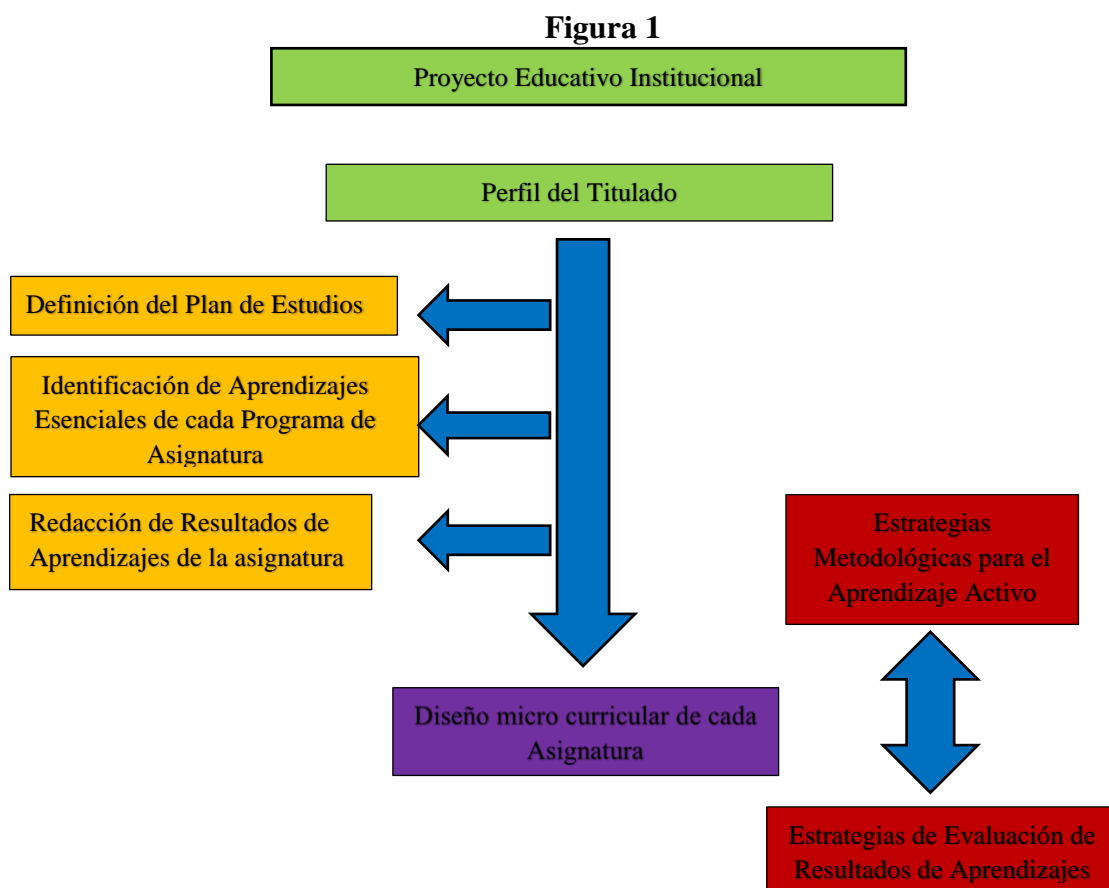 Figura 1
Proyecto Educativo Institucional
Perfil del Titulado
Definición del Plan de Estudios
Identificación de Aprendizajes
Esenciales de cada Programa de
Asignatura
Redacción de Resultados de
Aprendizajes de la asignatura
Estrategias
Metodológicas para el
Aprendizaje Activo
Diseño micro curricular de cada
Asignatura
Estrategias de Evaluación de
Resultados de Aprendizajes